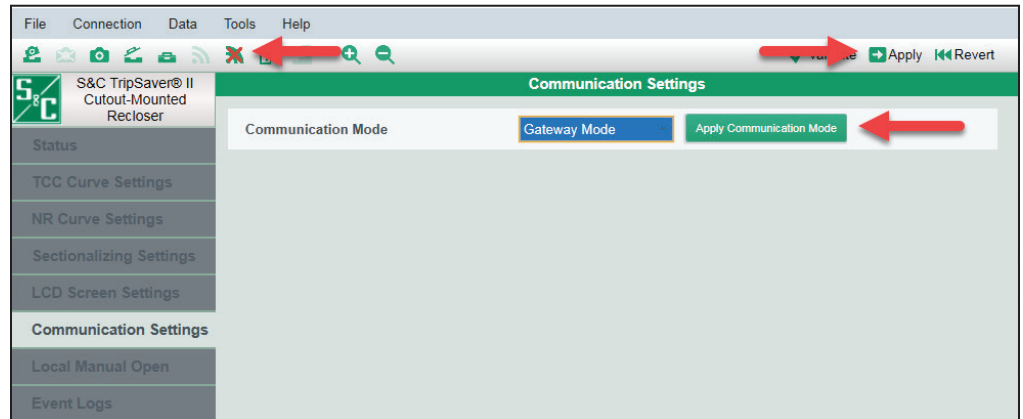 File Connection Data Tools Help
Apply Revert
S&C
S&C TripSaver® II
Cutout-Mounted
Recloser
Communication Settings
Communication Mode Gateway Mode Apply Communication Mode
Status
TCC Curve Settings
NR Curve Settings
Sectionalizing Settings
LCD Screen Settings
Communication Settings
Local Manual Open
Event Logs